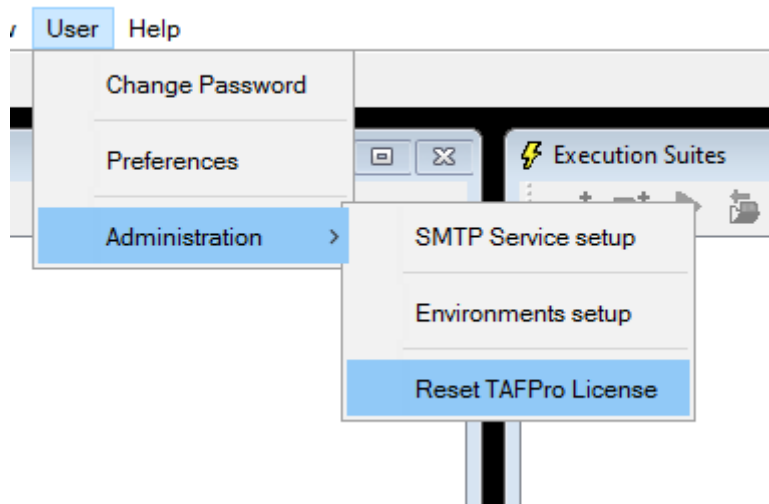 User Help
Change Password
Preferences
Execution Suites
Administration
SMTP Service setup
Environments setup
Reset TAFPro License